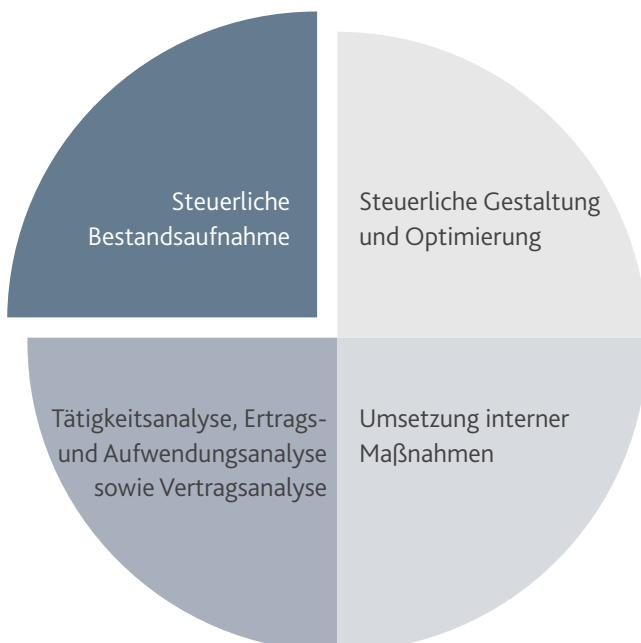 Steuerliche
Bestandsaufnahme
Steuerliche Gestaltung
und Optimierung
Tätigkeitsanalyse, Ertrags-
und Aufwendungsanalyse
sowie Vertragsanalyse
Umsetzung interner
Maßnahmen